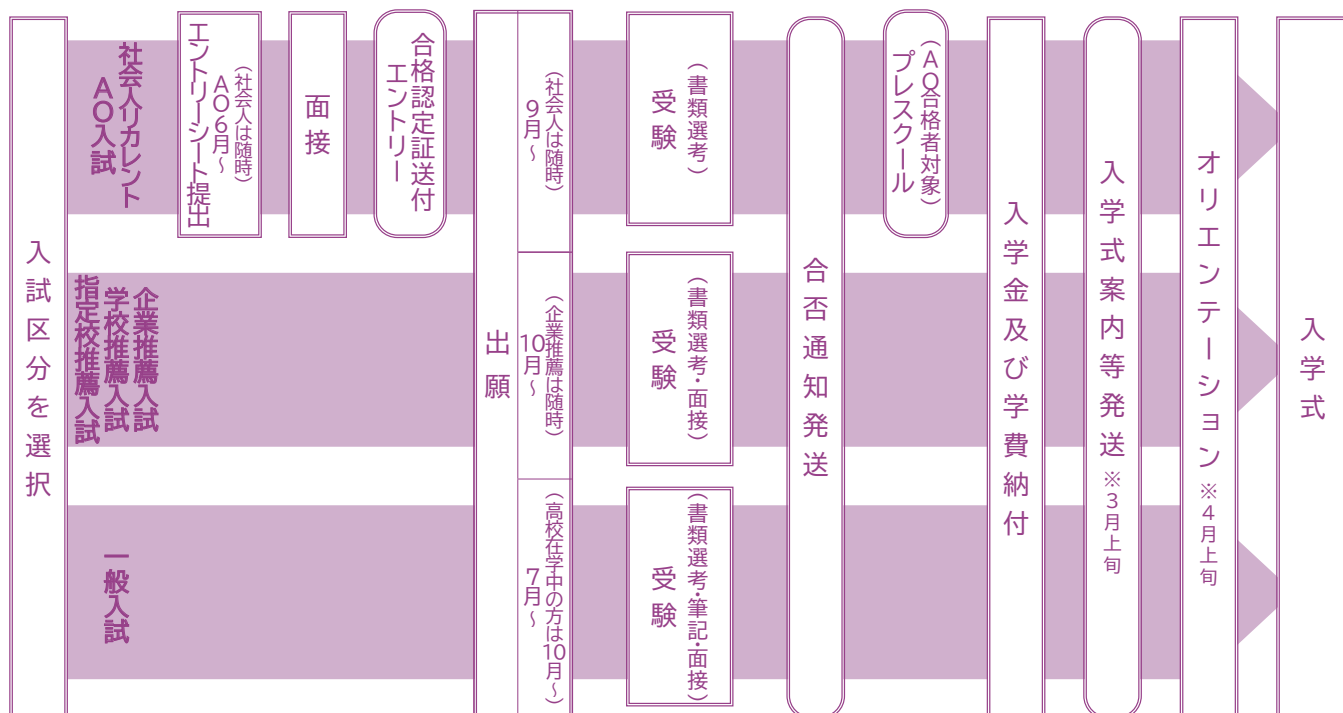 入試区分を選択
社会人リカレント
AO入試
エントリーシート提出
AO6月~
(社会人は随時)
面接
エントリー
合格認定証送付
企業推薦入試
学校推薦入試
指定校推薦入試
一般入試
出願
9月~
(社会人は随時)
10月~
(企業推薦は随時)
7月~
(高校在学中の方は10月~)
受験
(書類選考)
受験
(書類選考・面接)
受験
(書類選考・筆記・面接)
合否通知発送
プレスクール
(AO合格者対象)
入学金及び学費納付
入学式案内等発送※3月上旬
オリエンテーション※4月上旬
入学式